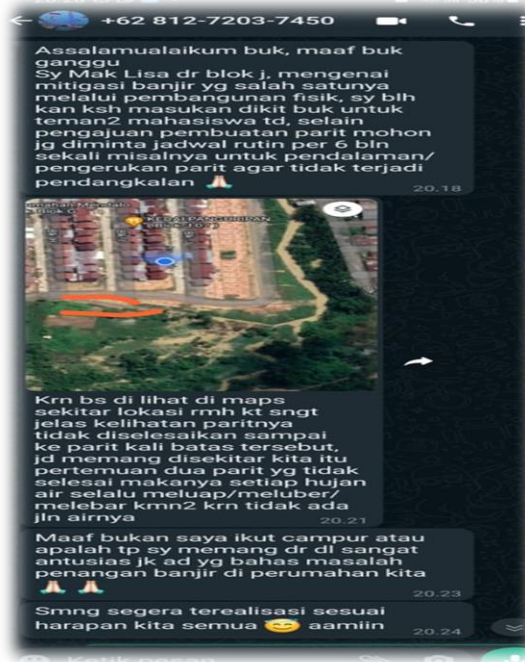 +62 812-7203-7450
Assalamualaikum buk, maaf buk
ganggu
Sy Mak Lisa dr blok j, mengenai
mitigasi banjir yg salah satunya
melalui pembangunan fisik, sy blh
kan ksh masukan dikit buk untuk
teman2 mahasiswa td, selain
pengajuan pembuatan parit mohon
jg diminta jadwal rutin per 6 bln
sekali misalnya untuk pendalaman/
pengerukan parit agar tidak terjadi
pendangkalan 🙏🏻
20.18
Blok G
Krn bs di lihat di maps
sekitar lokasi rmh kt sngt
jelas kelihatan paritnya
tidak diselesaikan sampai
ke parit kali batas tersebut,
jd memang disekitar kita itu
pertemuan dua parit yg tidak
selesai makanya setiap hujan
air selalu meluap/meluber/
melebar kmn2 krn tidak ada
jln airnya
20.21
Maaf bukan saya ikut campur atau
apalah tp sy memang dr dl sangat
antusias jk ad yg bahas masalah
penangan banjir di perumahan kita
🙏🏻 🙏🏻
20.23
Smng segera terealisasi sesuai
harapan kita semua 😇 aamiin
20.24
Ketik pesan